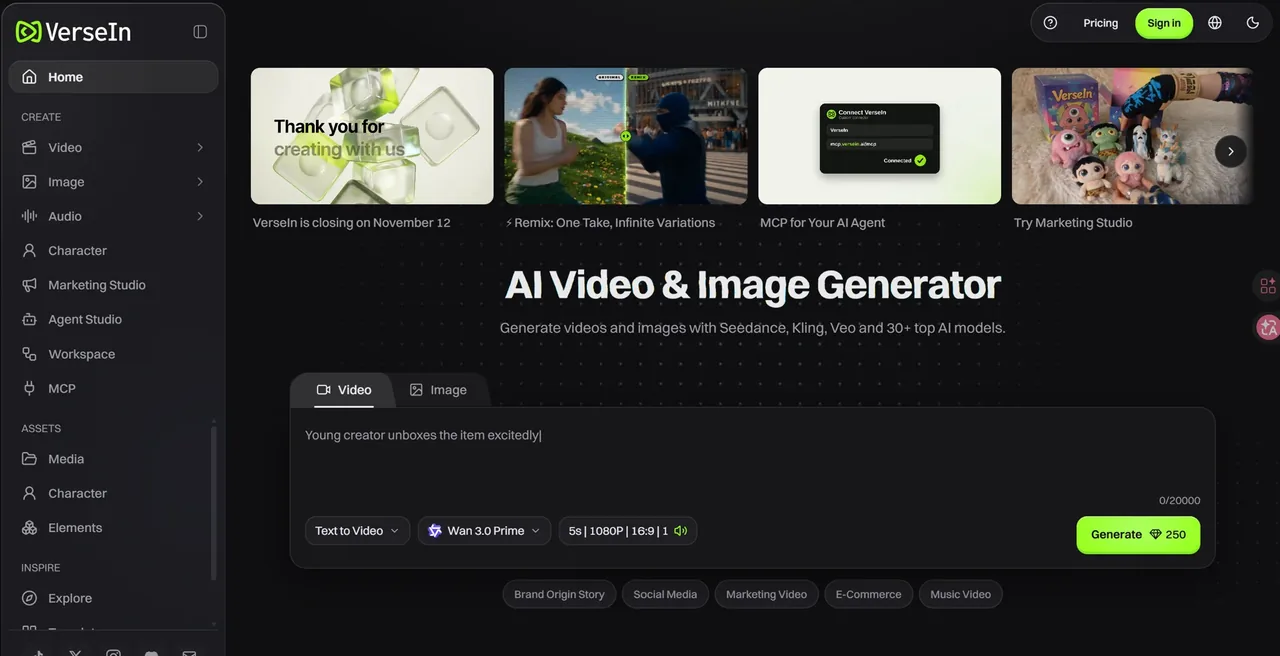 VerseIn
Home
CREATE
Video
Image
Audio
Character
Marketing Studio
Agent Studio
Workspace
MCP
ASSETS
Media
Character
Elements
INSPIRE
Explore
Pricing
Sign in
Thank you for
creating with us
VerseIn is closing on November 12
ORIGINAL
REMIX
⚡Remix: One Take, Infinite Variations
Connect VerseIn
VerseIn
mcp.versein.ai/mcp
Connected
MCP for Your AI Agent
VerseIn
Try Marketing Studio
AI Video & Image Generator
Generate videos and images with Seedance, Kling, Veo and 30+ top AI models.
Video
Image
Young creator unboxes the item excitedly|
0/20000
Text to Video
Wan 3.0 Prime
5s | 1080P | 16:9 | 1
Generate 250
Brand Origin Story
Social Media
Marketing Video
E-Commerce
Music Video